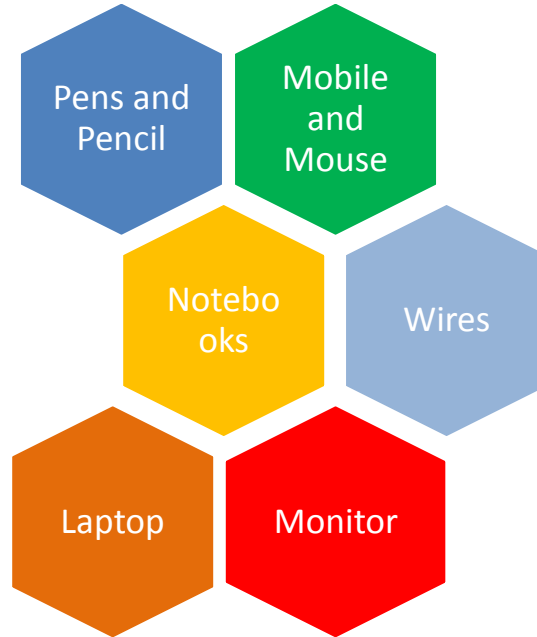 Pens and
Pencil
Mobile
and
Mouse
Notebo
oks
Wires
Laptop
Monitor